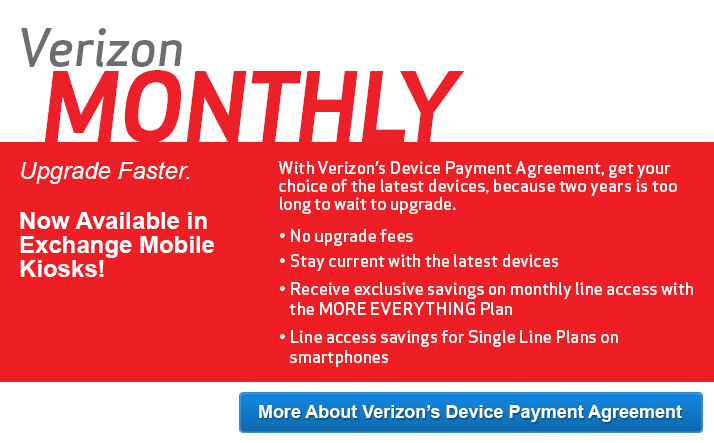 Verizon
MONTHLY
Upgrade Faster.
Now Available in
Exchange Mobile
Kiosks!
With Verizon's Device Payment Agreement, get your
choice of the latest devices, because two years is too
long to wait to upgrade.
• No upgrade fees
• Stay current with the latest devices
• Receive exclusive savings on monthly line access with
the MORE EVERYTHING Plan
• Line access savings for Single Line Plans on
smartphones
More About Verizon's Device Payment Agreement